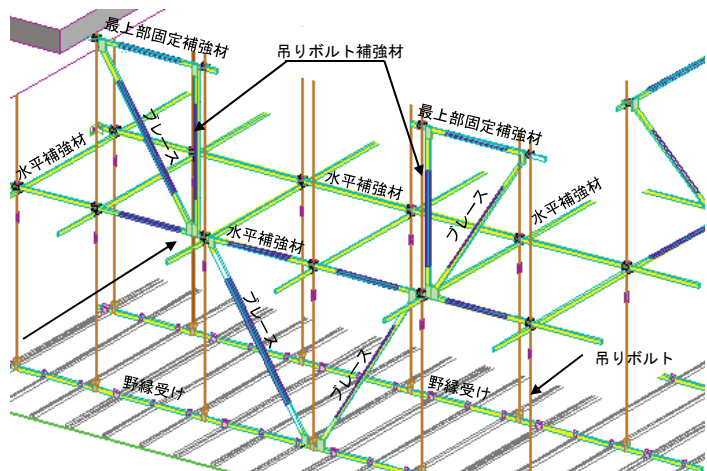 最上部固定補強材
吊りボルト補強材
最上部固定補強材
ブレース
水平補強材
水平補強材
ブレース
水平補強材
水平補強材
ブレース
ブレース
吊りボルト
野縁受け
野縁受け